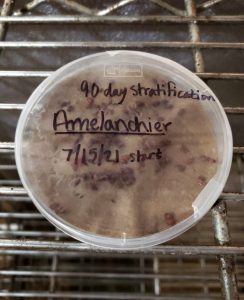 90 day stratification
Amelanchier
7/15/21 start